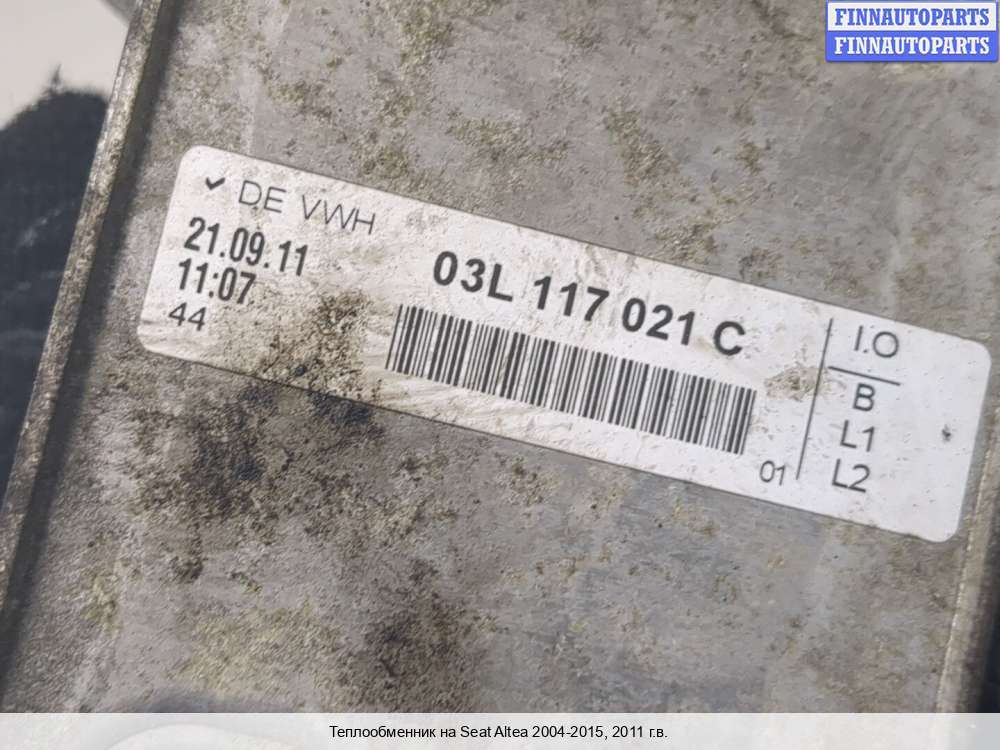 FINNAUTOPARTS
FINNAUTOPARTS
DE VWH
21.09.11
11:07
44
03L 117 021 C
01
I.O
B
L1
L2
Теплообменник на Seat Altea 2004-2015, 2011 г.в.